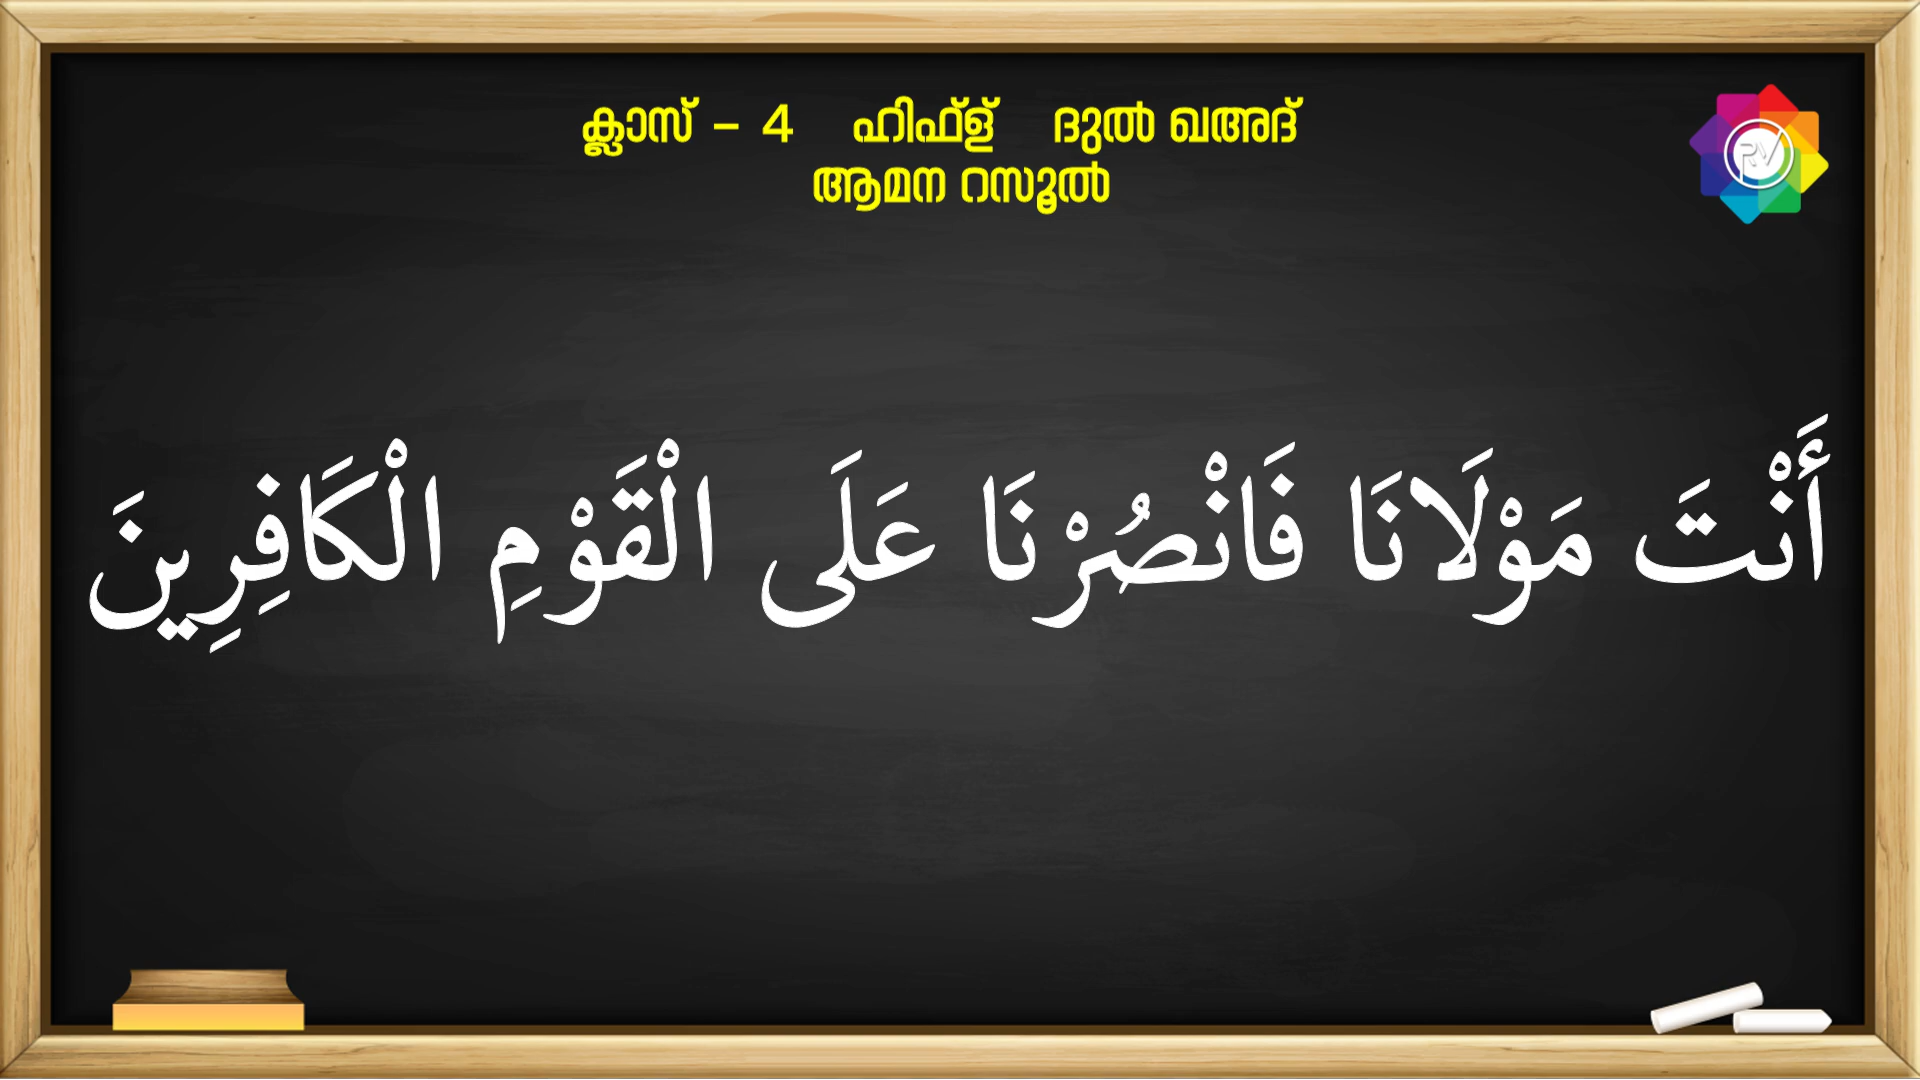 ക്ലാസ് - 4 ഹിഫ്ള് ദുൽ ഖഅദ്
ആമന റസൂൽ
أَنْتَ مَوْلَانَا فَانْصُرْنَا عَلَى الْقَوْمِ الْكَافِرِينَ